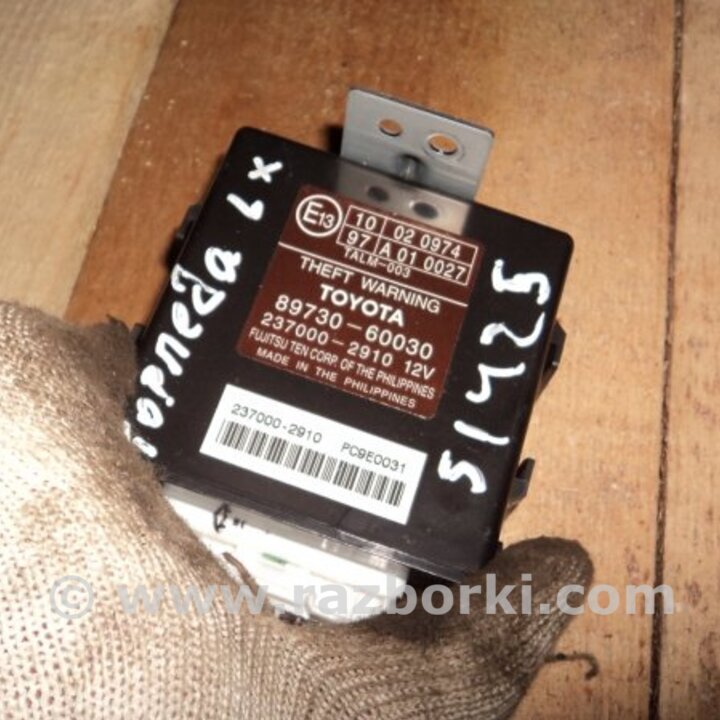 E13
10 02 0974
97 A 01 0027
TALM-003
THEFT WARNING
TOYOTA
89730-60030
237000-2910 12V
FUJITSU TEN CORP. OF THE PHILIPPINES
MADE IN THE PHILIPPINES
237000-2910 PC9E0031
торпеда LX
51425
© www.razborki.com